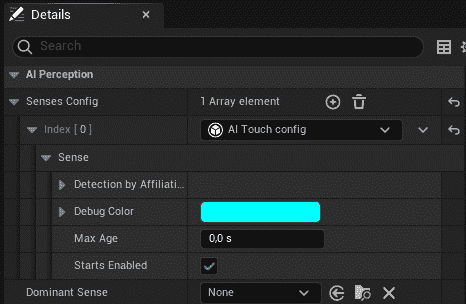 Details
Search
AI Perception
Senses Config 1 Array element
Index [ 0 ] AI Touch config
Sense
Detection by Affiliati...
Debug Color
Max Age 0,0 s
Starts Enabled
Dominant Sense None